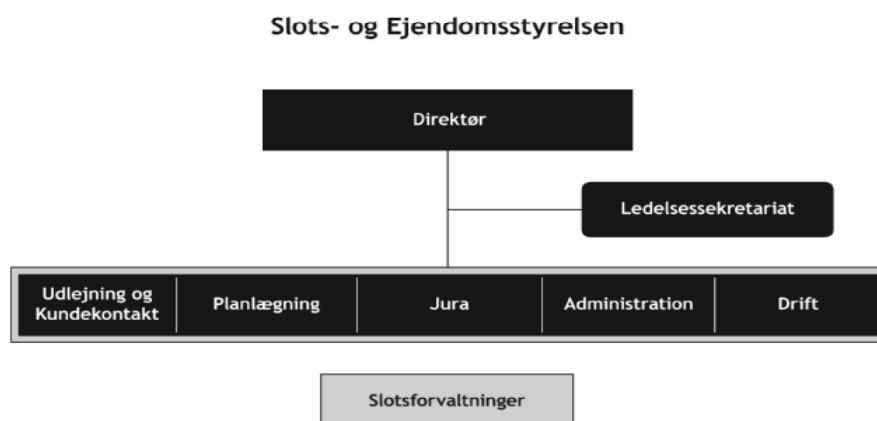 Slots- og Ejendomsstyrelsen
Direktør
Ledelsessekretariat
Udlejning og
Kundekontakt
Planlægning
Jura
Administration
Drift
Slotsforvaltninger